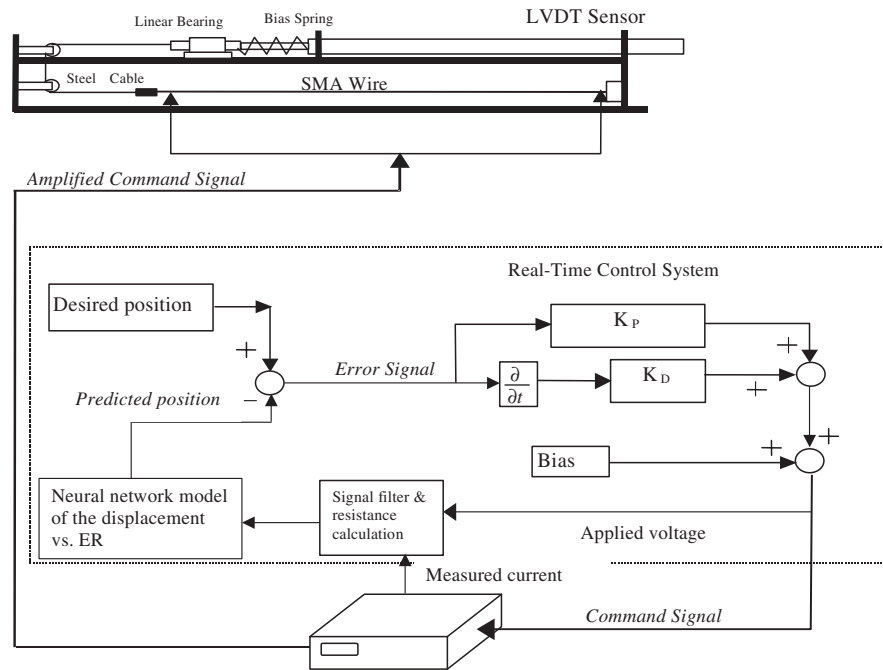 LVDT Sensor
Linear Bearing
Bias Spring
Steel Cable
SMA Wire
Amplified Command Signal
Real-Time Control System
Desired position
K P
+
+
Error Signal
∂
∂t
K D
+
Predicted position
−
+
Bias
+
Neural network model
of the displacement
vs. ER
Signal filter &
resistance
calculation
Applied voltage
Measured current
Command Signal